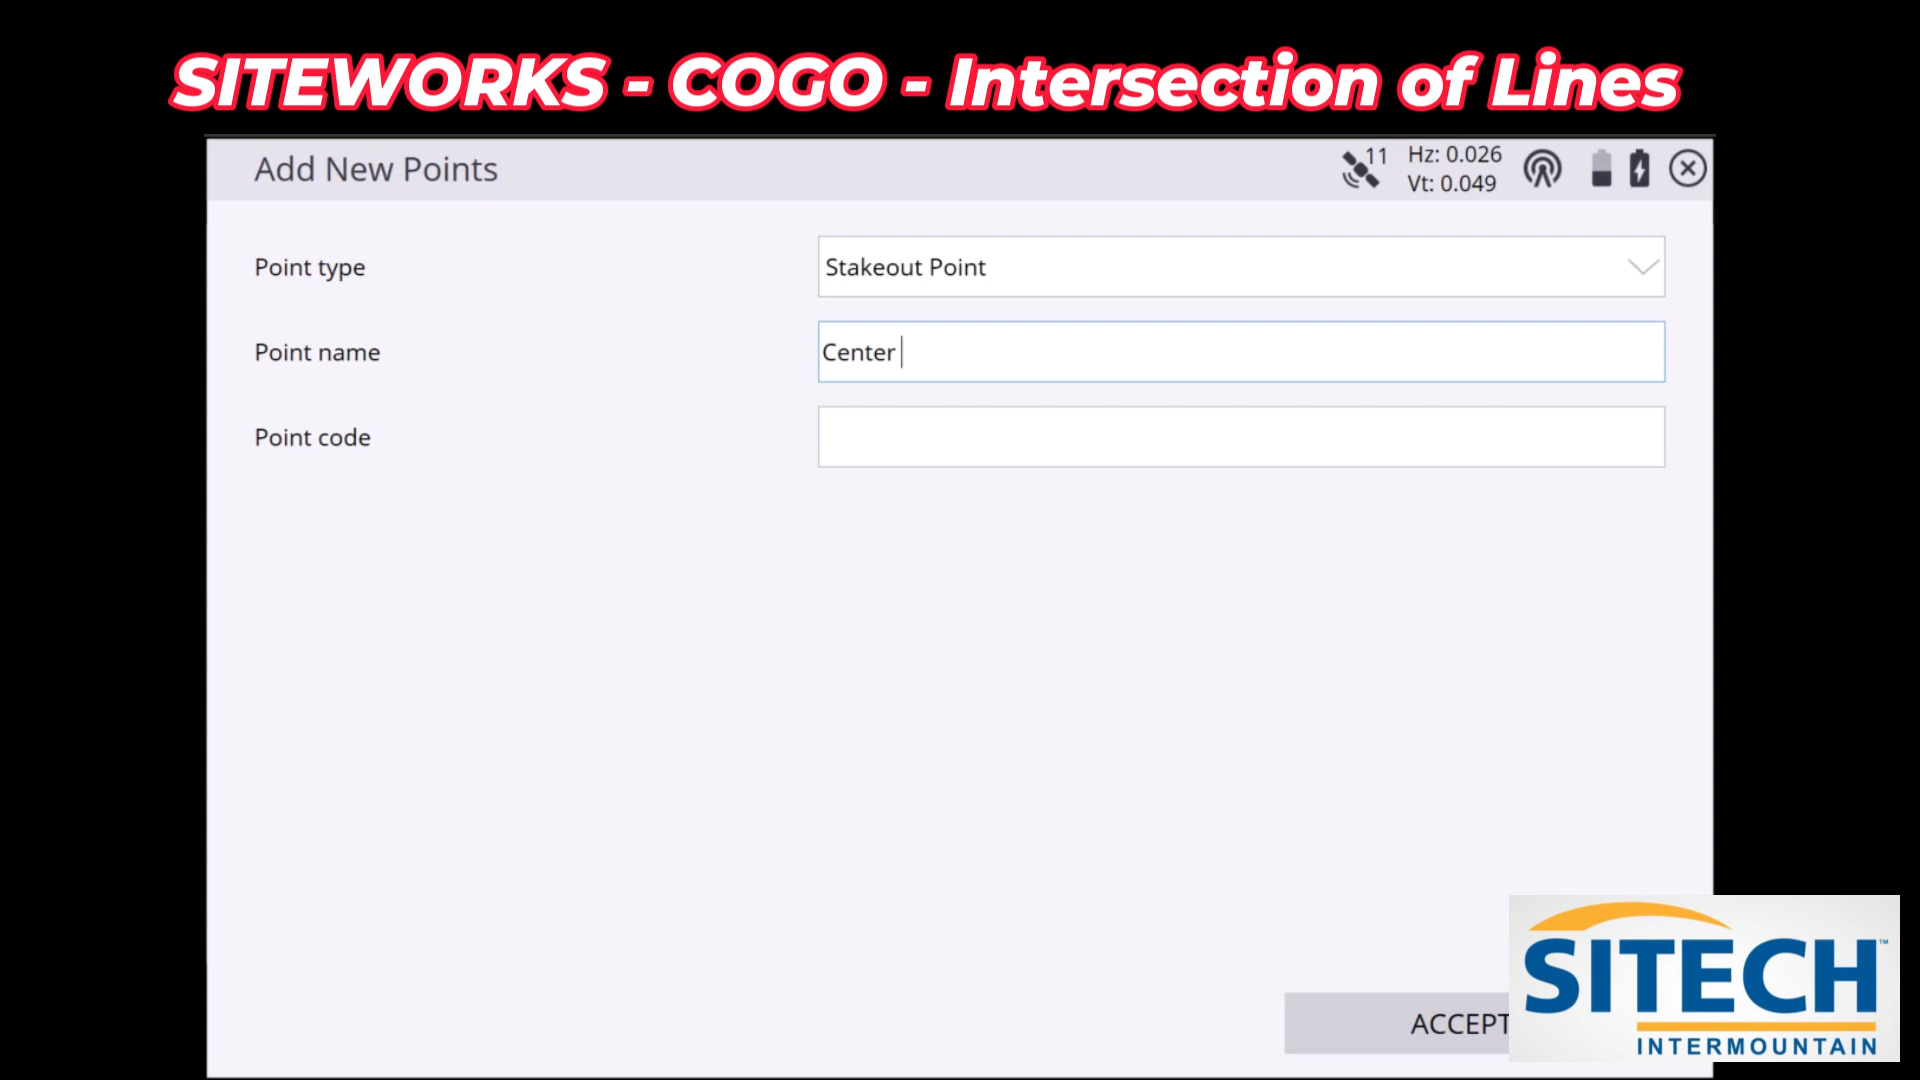 SITEWORKS - COGO - Intersection of Lines
Add New Points
11
Hz: 0.026
Vt: 0.049
Point type
Stakeout Point
Point name
Center
Point code
ACCEPT
SITECH™
INTERMOUNTAIN